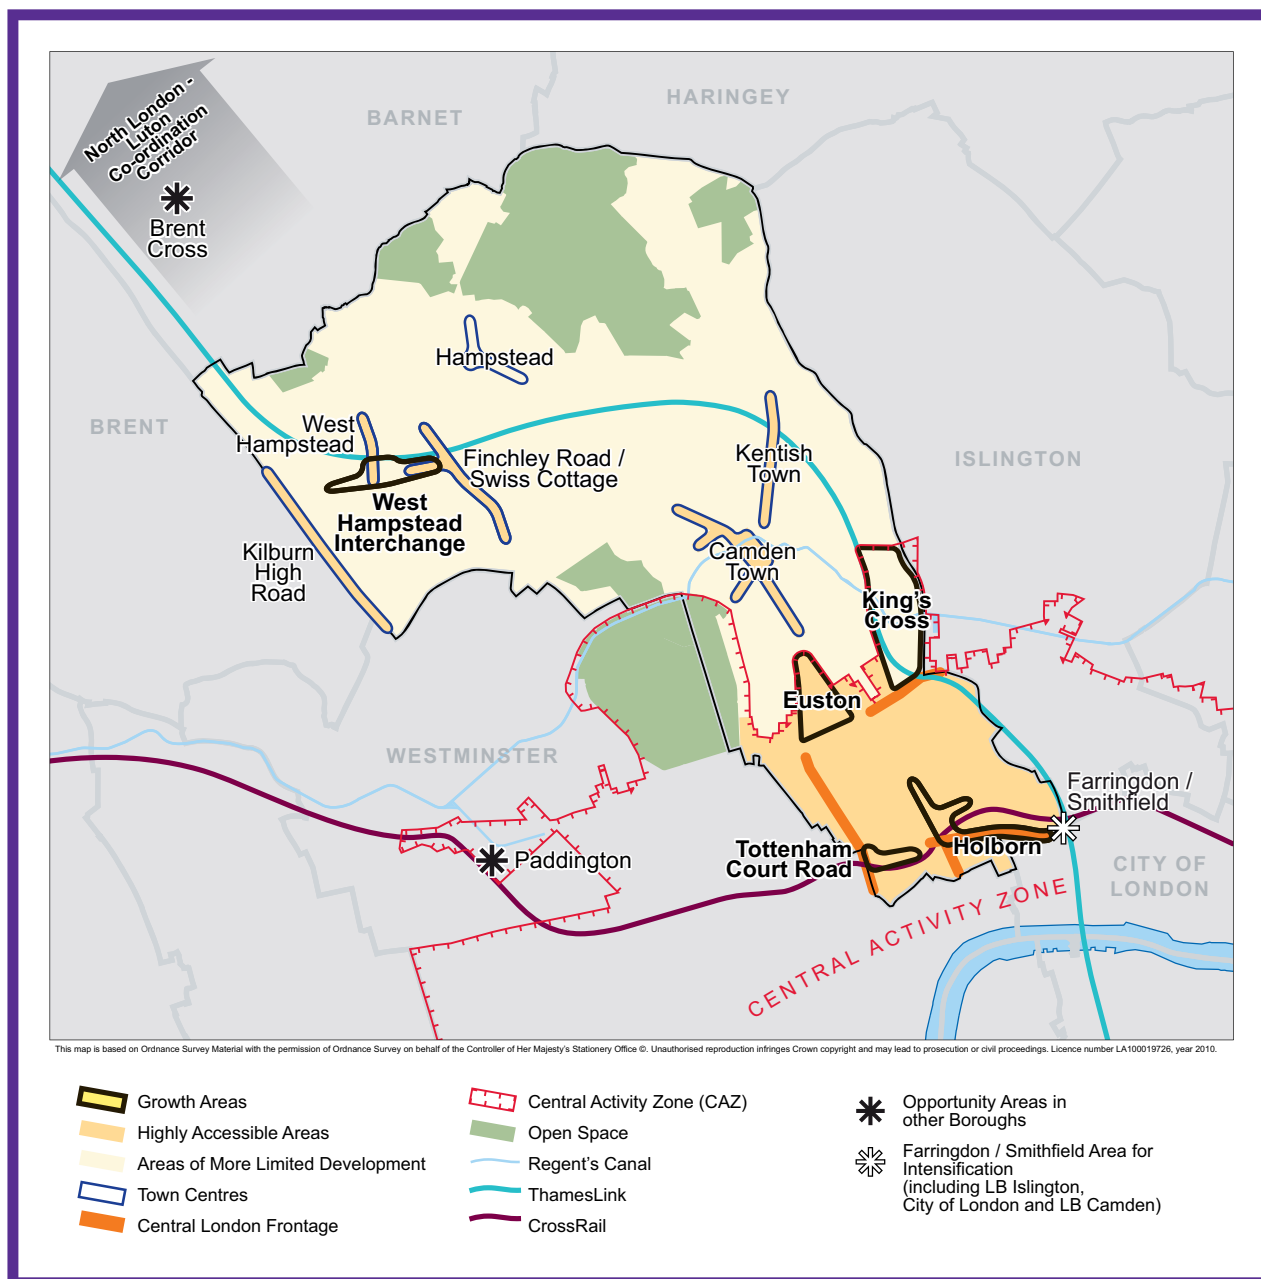 North London -
Luton
Co-ordination
Corridor
Brent
Cross
BARNET
HARINGEY
BRENT
ISLINGTON
Hampstead
West
Hampstead
Finchley Road /
Swiss Cottage
Kentish
Town
West
Hampstead
Interchange
Kilburn
High
Road
Camden
Town
King's
Cross
Euston
WESTMINSTER
Farringdon /
Smithfield
Paddington
Tottenham
Court Road
Holborn
CITY OF
LONDON
CENTRAL ACTIVITY ZONE
This map is based on Ordnance Survey Material with the permission of Ordnance Survey on behalf of the Controller of Her Majesty's Stationery Office ©. Unauthorised reproduction infringes Crown copyright and may lead to prosecution or civil proceedings. Licence number LA100019726, year 2010.
Growth Areas
Highly Accessible Areas
Areas of More Limited Development
Town Centres
Central London Frontage
Central Activity Zone (CAZ)
Open Space
Regent's Canal
ThamesLink
CrossRail
Opportunity Areas in
other Boroughs
Farringdon / Smithfield Area for
Intensification
(including LB Islington,
City of London and LB Camden)